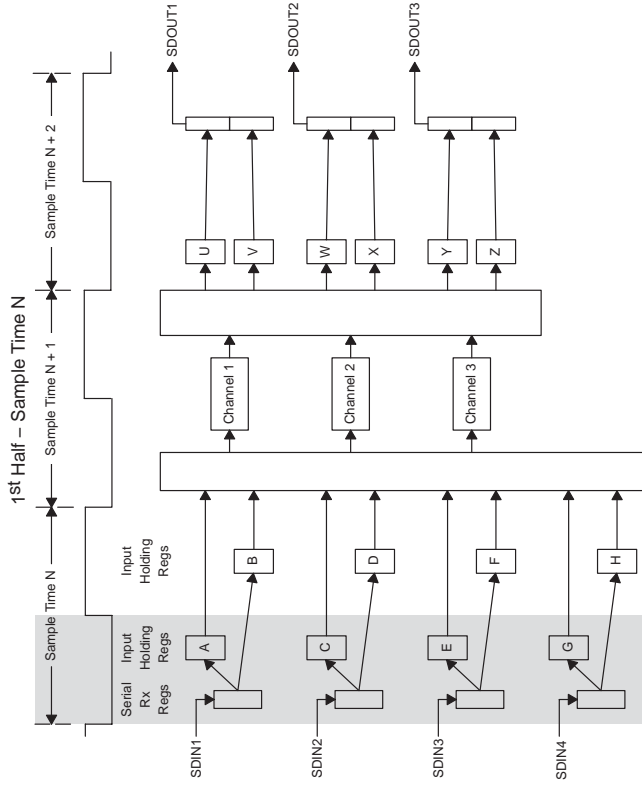 1st Half – Sample Time N
Sample Time N
Sample Time N + 1
Sample Time N + 2
Serial
Rx
Regs
Input
Holding
Regs
Input
Holding
Regs
SDIN1
A
B
Channel 1
U
V
SDOUT1
SDIN2
C
D
Channel 2
W
X
SDOUT2
SDIN3
E
F
Channel 3
Y
Z
SDOUT3
SDIN4
G
H